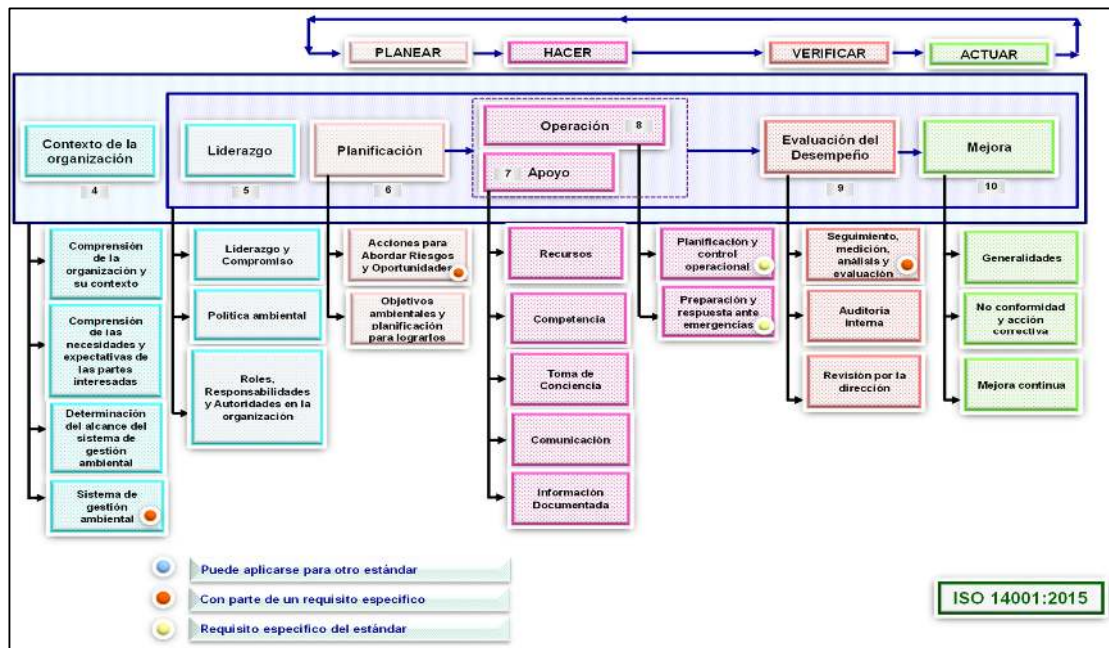 PLANEAR
HACER
VERIFICAR
ACTUAR
Contexto de la
organización
4
Liderazgo
5
Planificación
6
Operación
8
7
Apoyo
Evaluación del
Desempeño
9
Mejora
10
Comprensión
de la
organización y
su contexto
Comprensión
de las
necesidades y
expectativas de
las partes
interesadas
Determinación
del alcance del
sistema de
gestión
ambiental
Sistema de
gestión
ambiental
Liderazgo y
Compromiso
Política ambiental
Roles,
Responsabilidades
y Autoridades en la
organización
Acciones para
Abordar Riesgos
y Oportunidades
Objetivos
ambientales y
planificación
para lograrlos
Recursos
Competencia
Toma de
Conciencia
Comunicación
Información
Documentada
Planificación y
control
operacional
Preparación y
respuesta ante
emergencias
Seguimiento,
medición,
análisis y
evaluación
Auditoría
Interna
Revisión por la
dirección
Generalidades
No conformidad
y acción
correctiva
Mejora continua
Puede aplicarse para otro estándar
Con parte de un requisito específico
Requisito específico del estándar
ISO 14001:2015